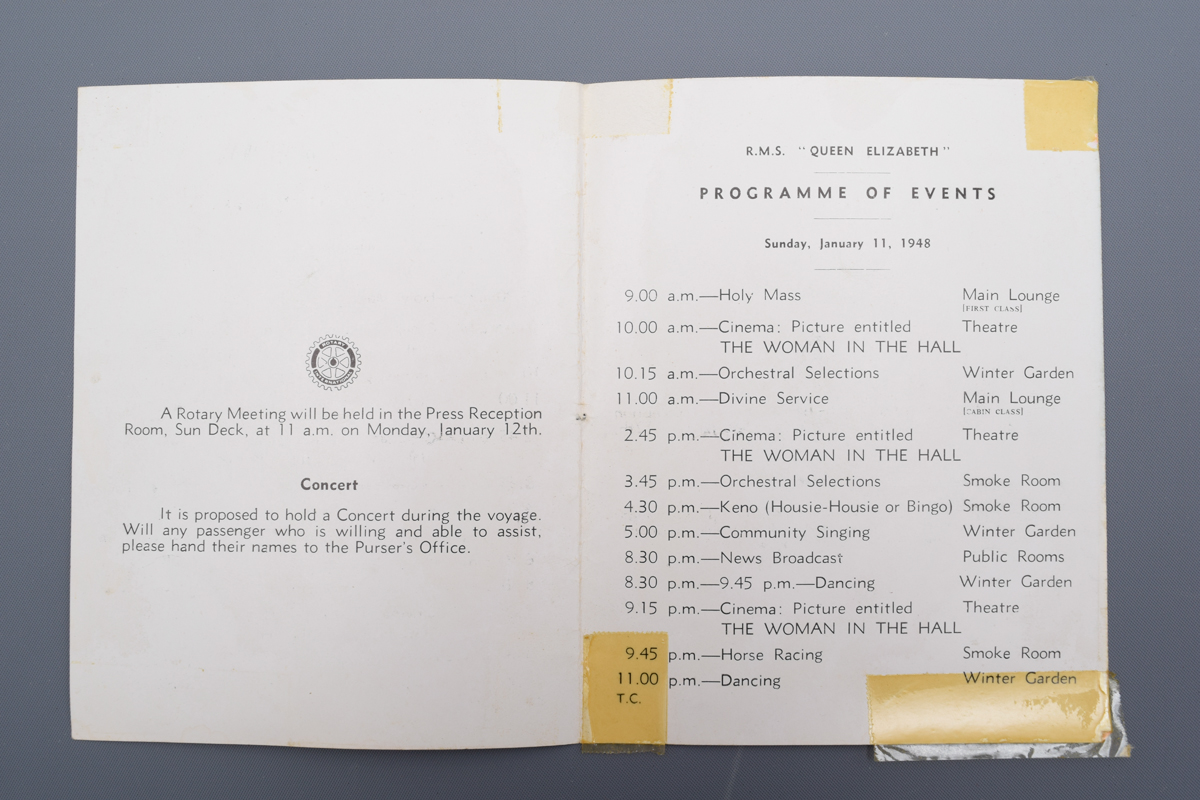 ROTARY
INTERNATIONAL
A Rotary Meeting will be held in the Press Reception
Room, Sun Deck, at 11 a.m. on Monday, January 12th.
Concert
It is proposed to hold a Concert during the voyage.
Will any passenger who is willing and able to assist,
please hand their names to the Purser's Office.
R.M.S. "QUEEN ELIZABETH"
PROGRAMME OF EVENTS
Sunday, January 11, 1948
9.00 a.m.—Holy Mass Main Lounge
[FIRST CLASS]
10.00 a.m.—Cinema: Picture entitled Theatre
THE WOMAN IN THE HALL
10.15 a.m.—Orchestral Selections Winter Garden
11.00 a.m.—Divine Service Main Lounge
[CABIN CLASS]
2.45 p.m.—Cinema: Picture entitled Theatre
THE WOMAN IN THE HALL
3.45 p.m.—Orchestral Selections Smoke Room
4.30 p.m.—Keno (Housie-Housie or Bingo) Smoke Room
5.00 p.m.—Community Singing Winter Garden
8.30 p.m.—News Broadcast Public Rooms
8.30 p.m.—9.45 p.m.—Dancing Winter Garden
9.15 p.m.—Cinema: Picture entitled Theatre
THE WOMAN IN THE HALL
9.45 p.m.—Horse Racing Smoke Room
11.00 p.m.—Dancing Winter Garden
T.C.